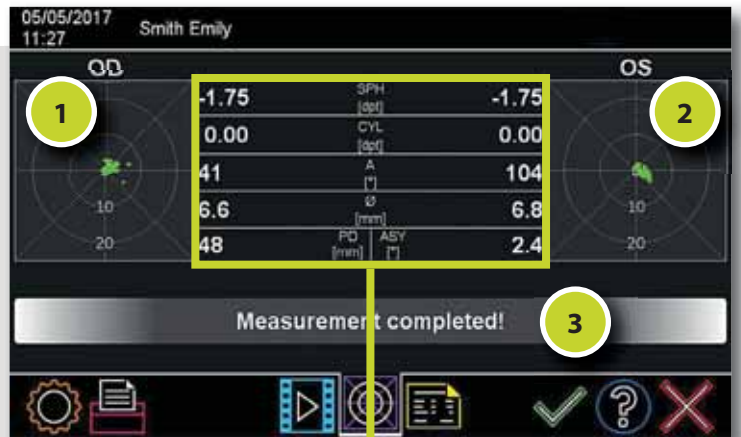 05/05/2017
11:27
Smith Emily
OD
OS
1
2
-1.75 SPH [dpt] -1.75
0.00 CYL [dpt] 0.00
41 A [°] 104
6.6 Ø [mm] 6.8
48 PD [mm] ASY [°] 2.4
10
20
10
20
Measurement completed!
3
?